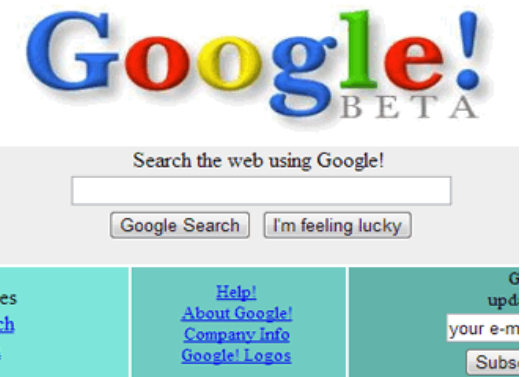 Google!
BETA
Search the web using Google!
Google Search
I'm feeling lucky
Help!
About Google!
Company Info
Google! Logos
your e-m
Subs